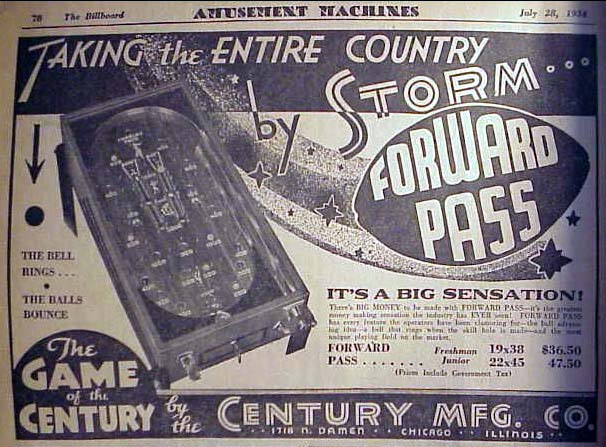 78 The Billboard AMUSEMENT MACHINES July 28, 1934
TAKING the ENTIRE COUNTRY
by STORM...
FORWARD
PASS
THE BELL
RINGS...
•
THE BALLS
BOUNCE
IT'S A BIG SENSATION!
There's BIG MONEY to be made with FORWARD PASS—it's the greatest
money making sensation the industry has EVER seen! FORWARD PASS
has every feature the operators have been clamoring for—the ball advanc-
ing idea—a bell that rings when the skill hole is made—and the most
unique playing field on the market.
FORWARD Freshman 19x38 $36.50
PASS....... Junior 22x45 47.50
(Prices Include Government Tax)
The
GAME
of the
CENTURY
by the CENTURY MFG. CO.
1718 N. DAMEN CHICAGO ILLINOIS